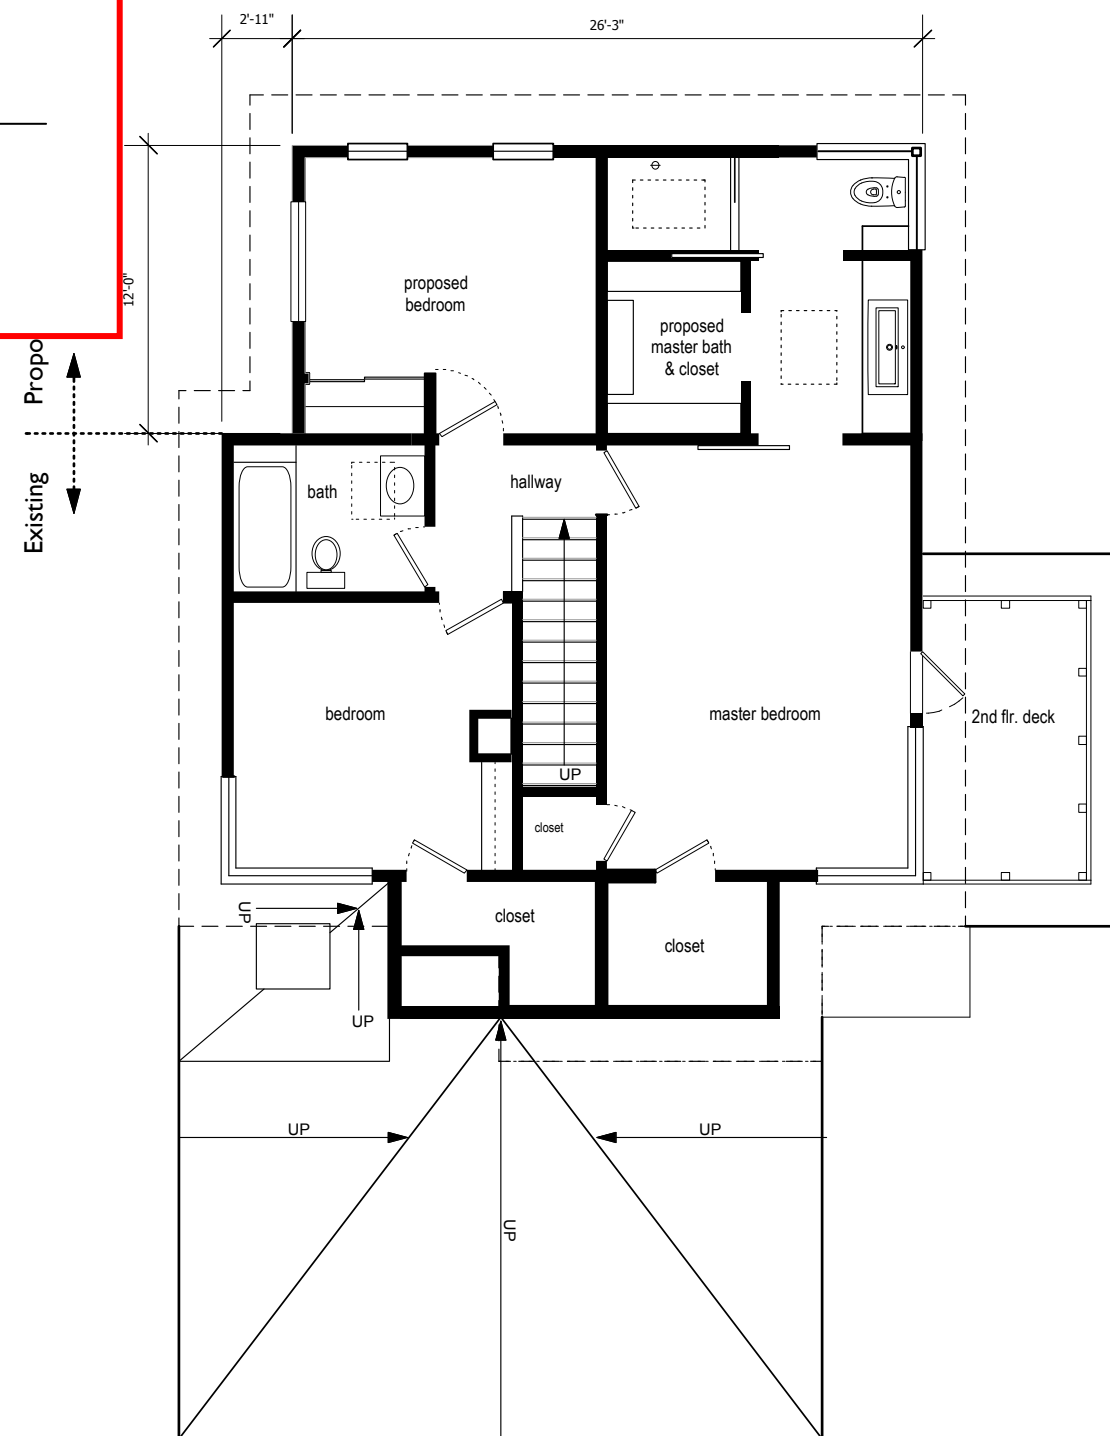 2'-11"
26'-3"
12'-0"
Propo
Existing
proposed
bedroom
proposed
master bath
& closet
bath
hallway
bedroom
master bedroom
2nd flr. deck
UP
closet
closet
closet
UP
UP
UP
UP
UP